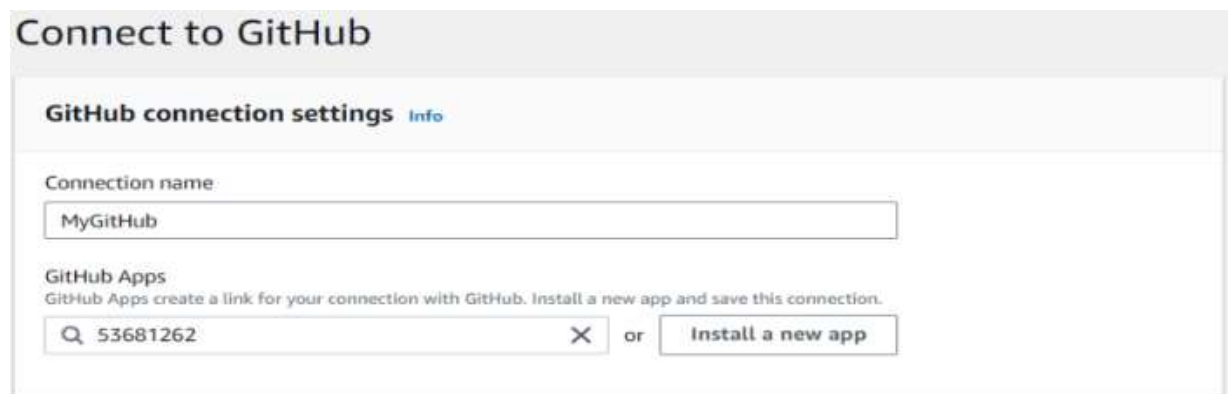 Connect to GitHub
GitHub connection settings Info
Connection name
MyGitHub
GitHub Apps
GitHub Apps create a link for your connection with GitHub. Install a new app and save this connection.
53681262 or Install a new app